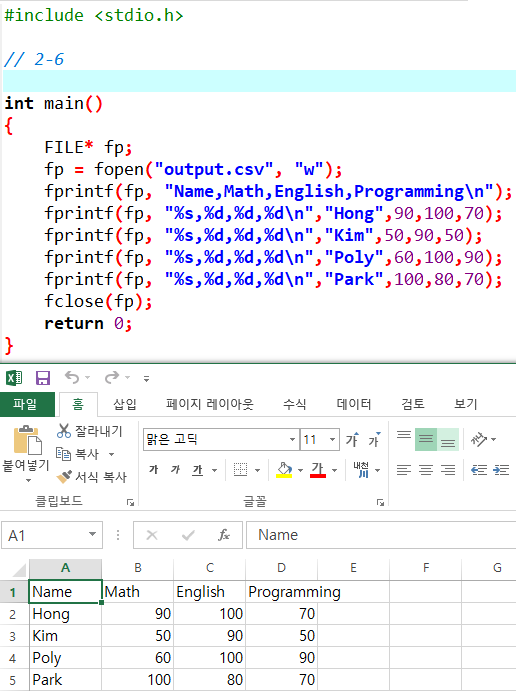 #include <stdio.h>
// 2-6
int main()
{
FILE* fp;
fp = fopen("output.csv", "w");
fprintf(fp, "Name,Math,English,Programming\n");
fprintf(fp, "%s,%d,%d,%d\n","Hong",90,100,70);
fprintf(fp, "%s,%d,%d,%d\n","Kim",50,90,50);
fprintf(fp, "%s,%d,%d,%d\n","Poly",60,100,90);
fprintf(fp, "%s,%d,%d,%d\n","Park",100,80,70);
fclose(fp);
return 0;
}
파일 홈 삽입 페이지 레이아웃 수식 데이터 검토 보기
붙여넣기
잘라내기
복사
서식 복사
클립보드
맑은 고딕 11 가 가
가 가 가 가 내천
글꼴
A1 fx Name
A B C D E F G
1 Name Math English Programming
2 Hong 90 100 70
3 Kim 50 90 50
4 Poly 60 100 90
5 Park 100 80 70